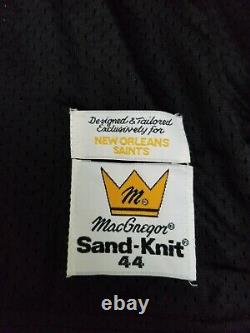 Designed & Tailored
Exclusively for
NEW ORLEANS
SAINTS
M®
MacGregor®
Sand-Knit®
44